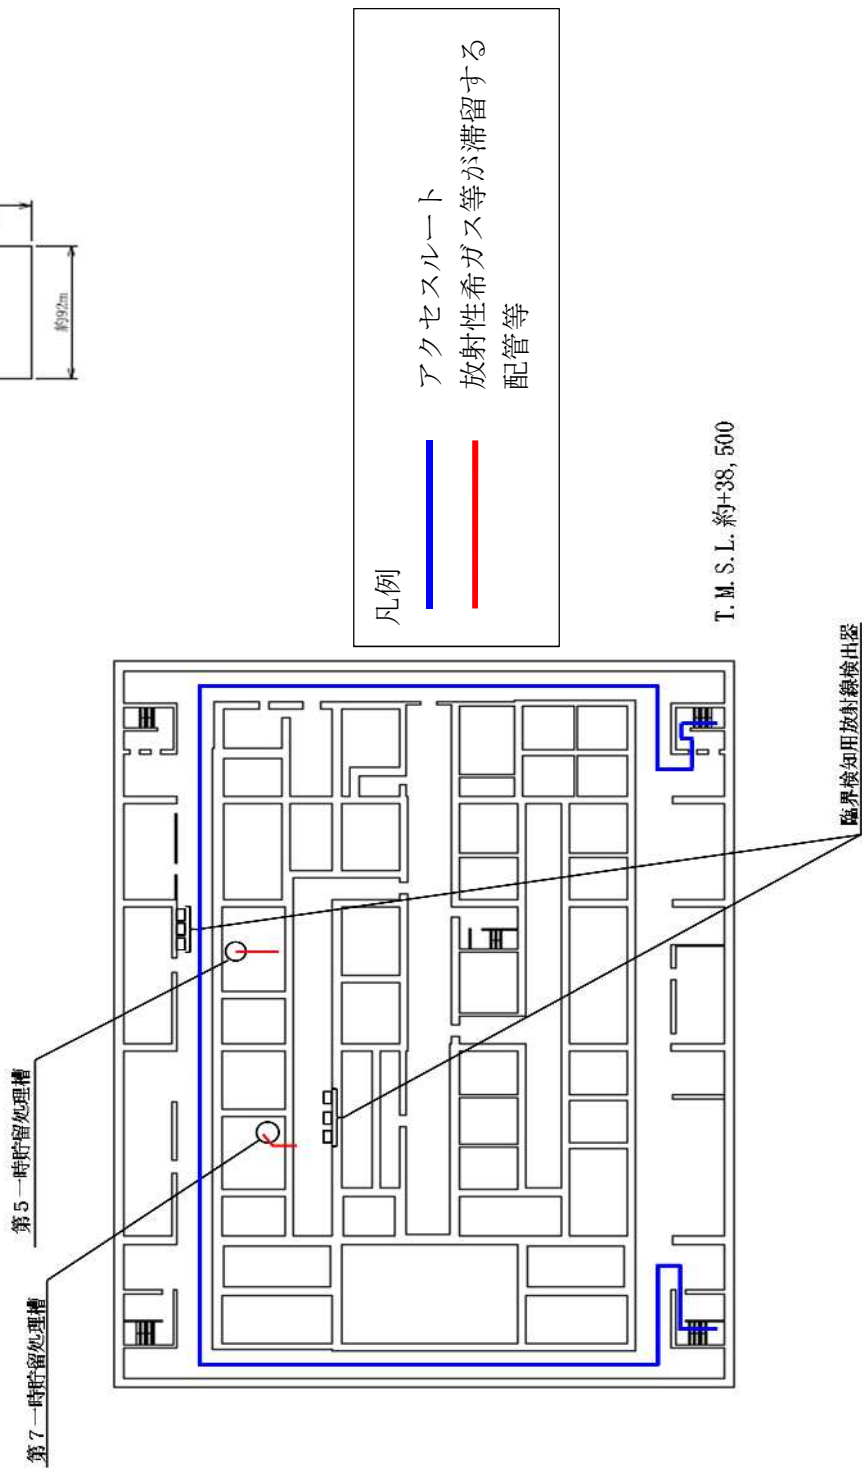 約92m
凡例
アクセスルート
放射性希ガス等が滞留する
配管等
T.M.S.L.約+38,500
第5一時貯留処理槽
第7一時貯留処理槽
臨界検知用放射線検出器